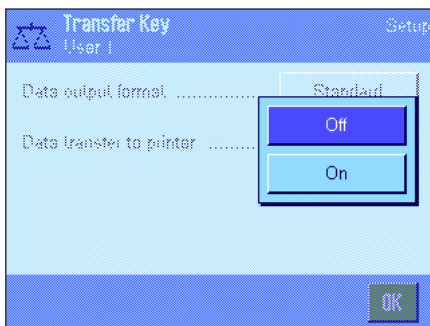 Transfer Key
Setup
User 1
Data output format ............... Standard
Data transfer to printer .........
Off
On
OK